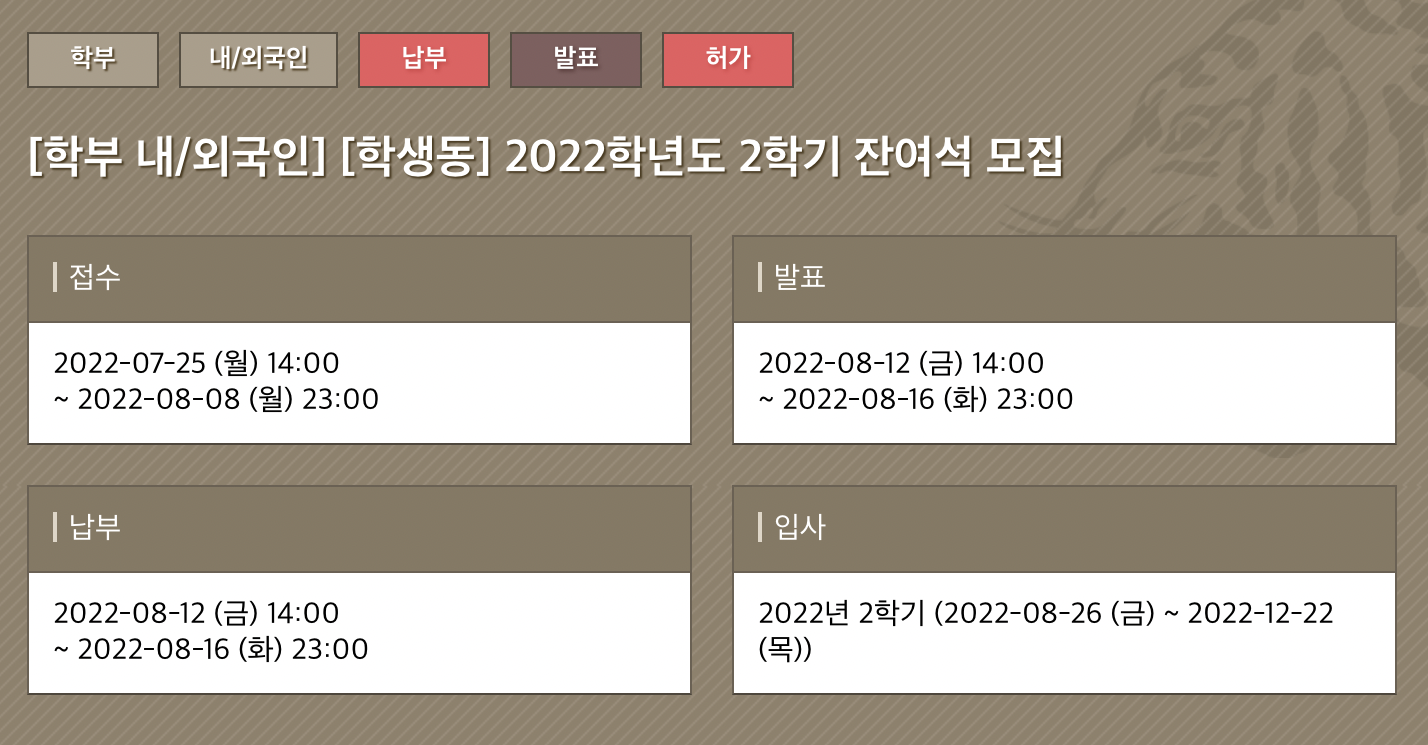 학부 내/외국인 납부 발표 허가
[학부 내/외국인] [학생동] 2022학년도 2학기 잔여석 모집
접수
2022-07-25 (월) 14:00
~ 2022-08-08 (월) 23:00
발표
2022-08-12 (금) 14:00
~ 2022-08-16 (화) 23:00
납부
2022-08-12 (금) 14:00
~ 2022-08-16 (화) 23:00
입사
2022년 2학기 (2022-08-26 (금) ~ 2022-12-22
(목))